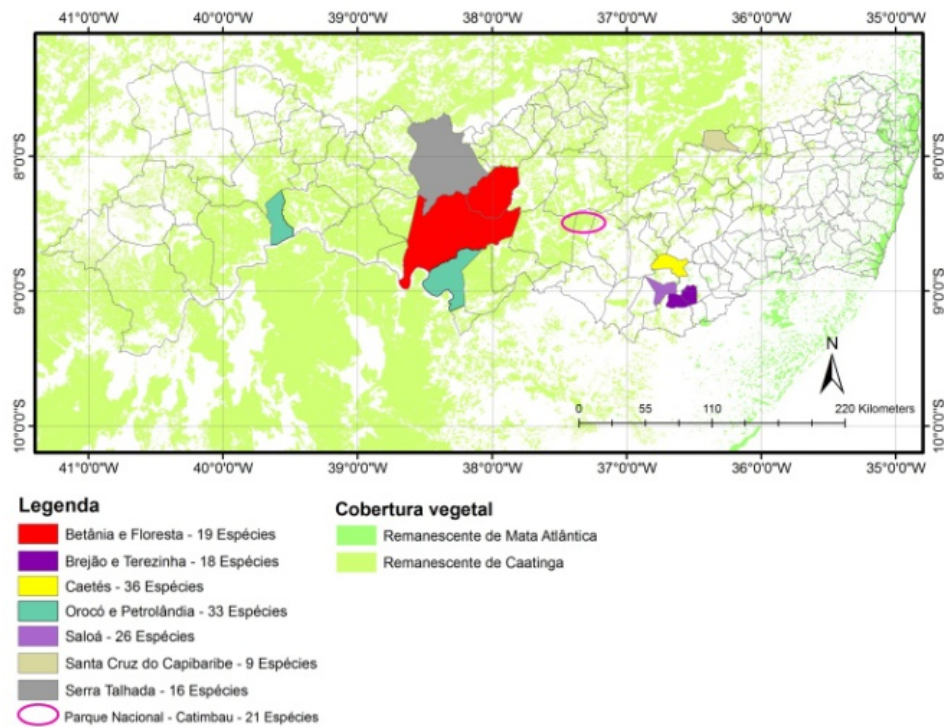 41°0'0"W 40°0'0"W 39°0'0"W 38°0'0"W 37°0'0"W 36°0'0"W 35°0'0"W
8°0'0"S
8°0'0"S
9°0'0"S
9°0'0"S
N
0 55 110 220 Kilometers
10°0'0"S
10°0'0"S
41°0'0"W 40°0'0"W 39°0'0"W 38°0'0"W 37°0'0"W 36°0'0"W 35°0'0"W
Legenda
Betânia e Floresta - 19 Espécies
Brejão e Terezinha - 18 Espécies
Caetés - 36 Espécies
Orocó e Petrolândia - 33 Espécies
Saloá - 26 Espécies
Santa Cruz do Capibaribe - 9 Espécies
Serra Talhada - 16 Espécies
Parque Nacional - Catimbau - 21 Espécies
Cobertura vegetal
Remanescente de Mata Atlântica
Remanescente de Caatinga